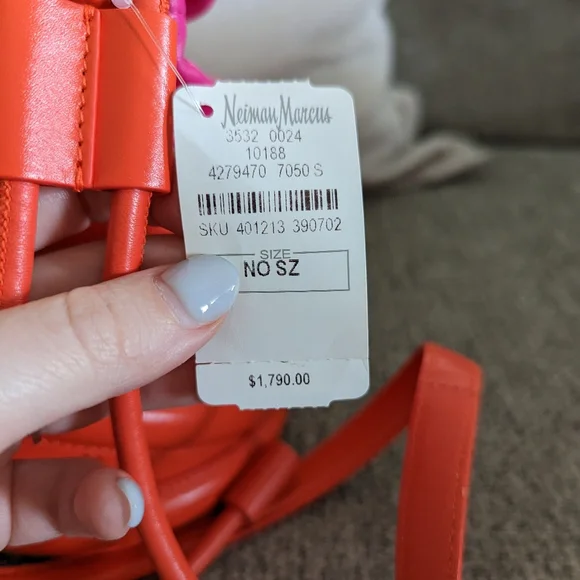 Neiman Marcus
3532 0024
10188
4279470 7050 S
SKU 401213 390702
SIZE
NO SZ
$1,790.00